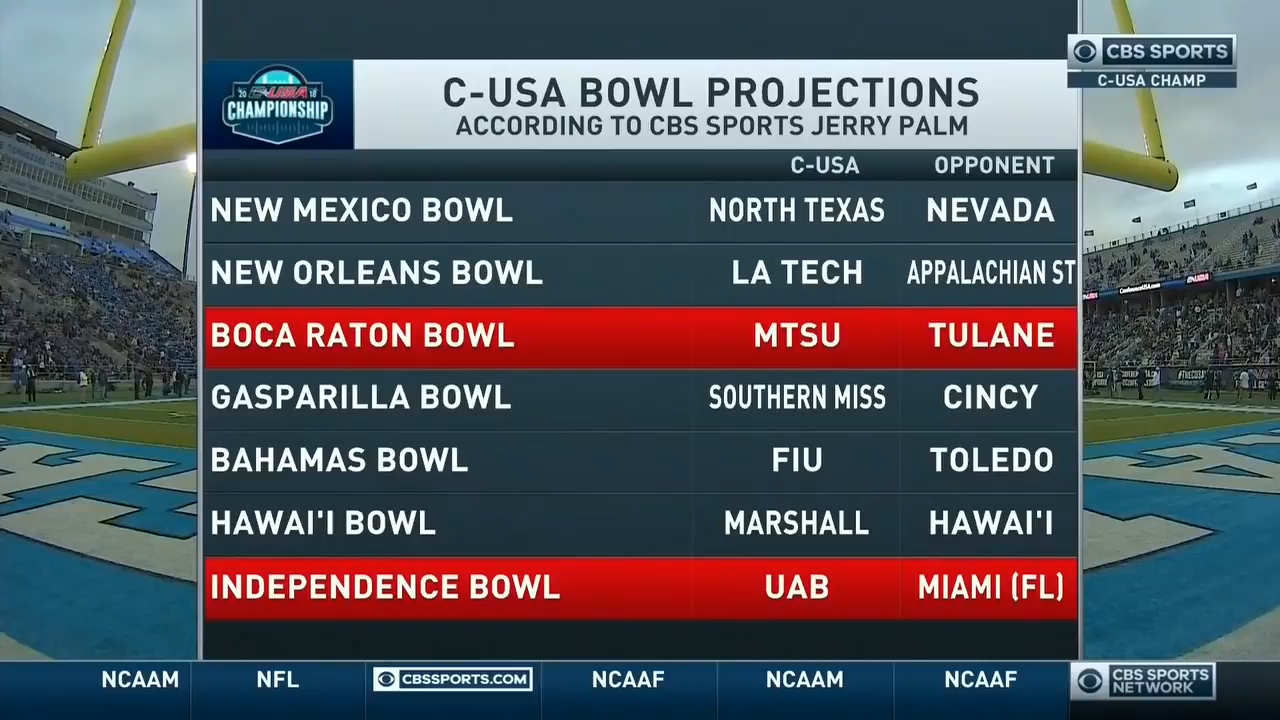 CBS SPORTS
C-USA CHAMP
20 C-USA 18
CHAMPIONSHIP
C-USA BOWL PROJECTIONS
ACCORDING TO CBS SPORTS JERRY PALM
C-USA OPPONENT
NEW MEXICO BOWL NORTH TEXAS NEVADA
NEW ORLEANS BOWL LA TECH APPALACHIAN ST
BOCA RATON BOWL MTSU TULANE
GASPARILLA BOWL SOUTHERN MISS CINCY
BAHAMAS BOWL FIU TOLEDO
HAWAI'I BOWL MARSHALL HAWAI'I
INDEPENDENCE BOWL UAB MIAMI (FL)
NCAAM NFL CBSSPORTS.COM NCAAF NCAAM NCAAF CBS SPORTS
NETWORK